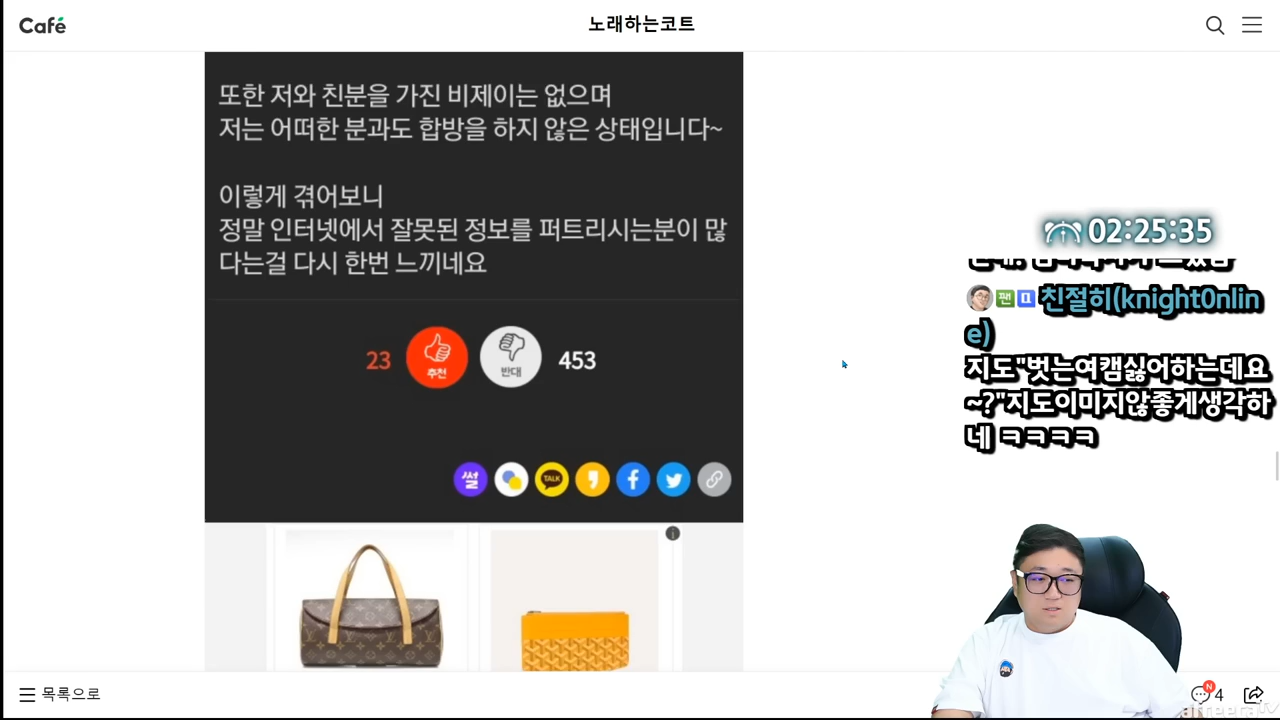 Café
노래하는코트
또한 저와 친분을 가진 비제이는 없으며
저는 어떠한 분과도 합방을 하지 않은 상태입니다~
이렇게 겪어보니
정말 인터넷에서 잘못된 정보를 퍼트리시는분이 많
다는걸 다시 한번 느끼네요
23
추천
반대
453
썰
TALK
02:25:35
팬
친절히(knight0nlin
e)
지도"벗는여캠싫어하는데요
~?"지도이미지않좋게생각하
네 ㅋㅋㅋㅋ
목록으로
N
4
afreecaTV